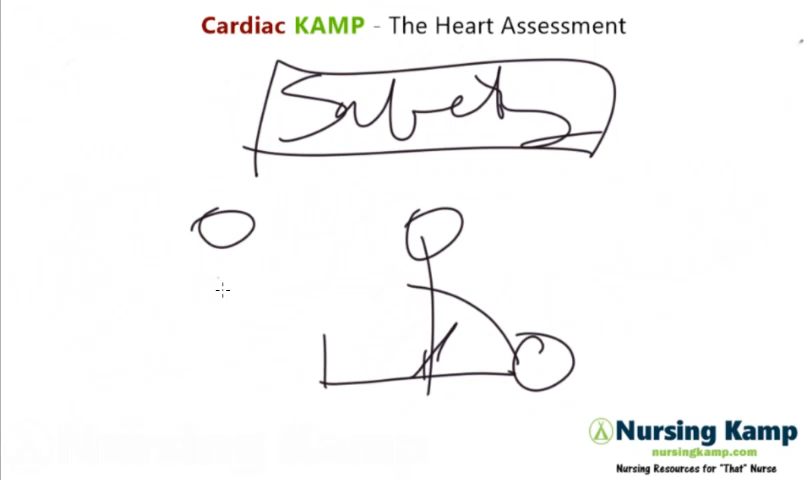 Cardiac KAMP - The Heart Assessment
Nursing Kamp
nursingkamp.com
Nursing Resources for "That" Nurse